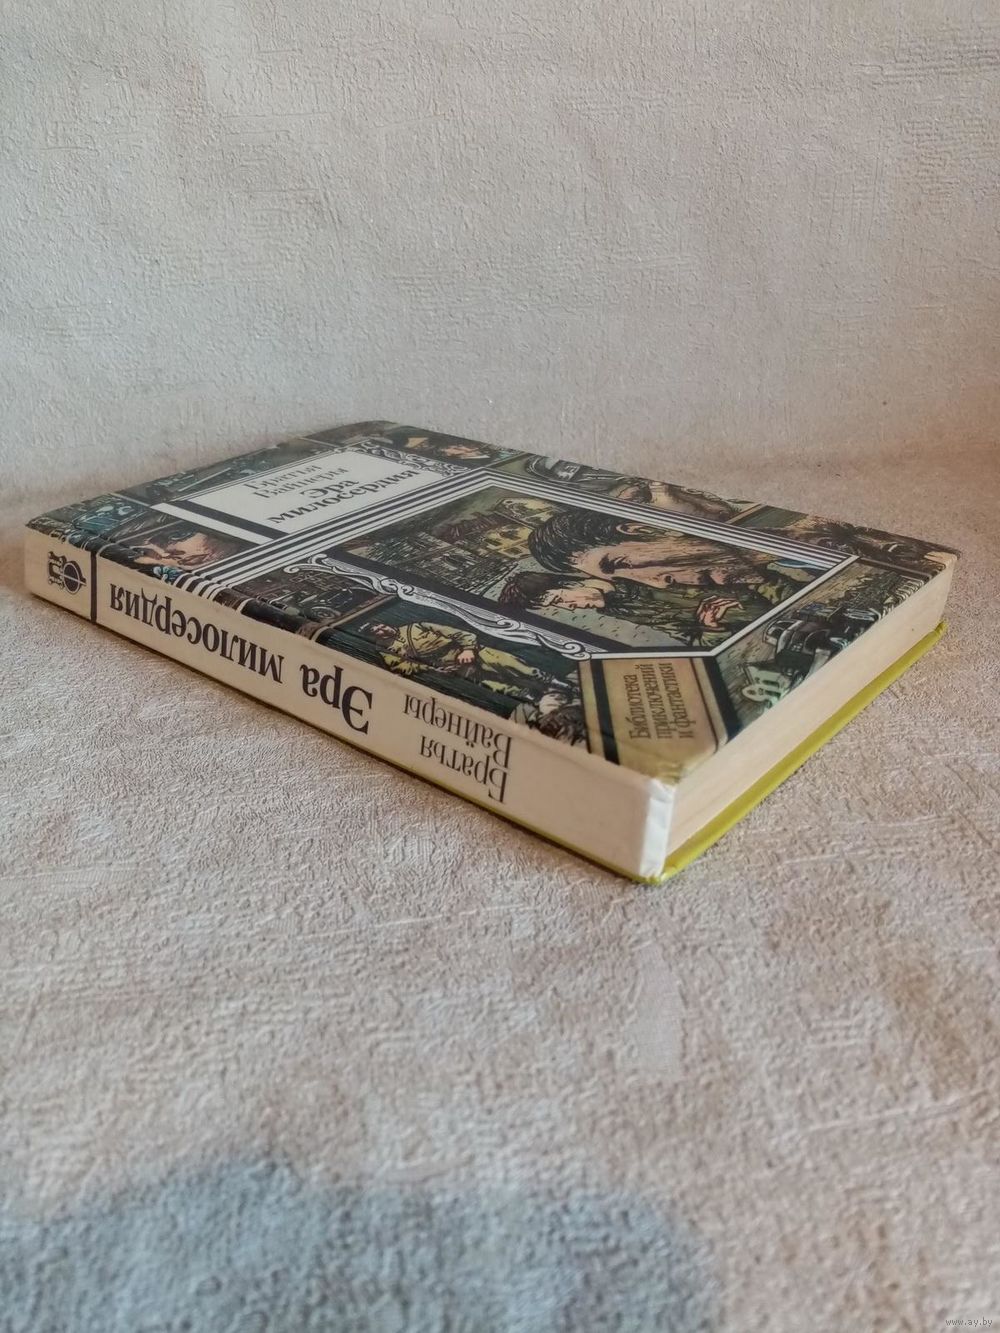 Братья
Вайнеры
Эра
милосердия
Библиотека
приключений
и фантастики
Братья
Вайнеры
Эра милосердия
www.ay.by